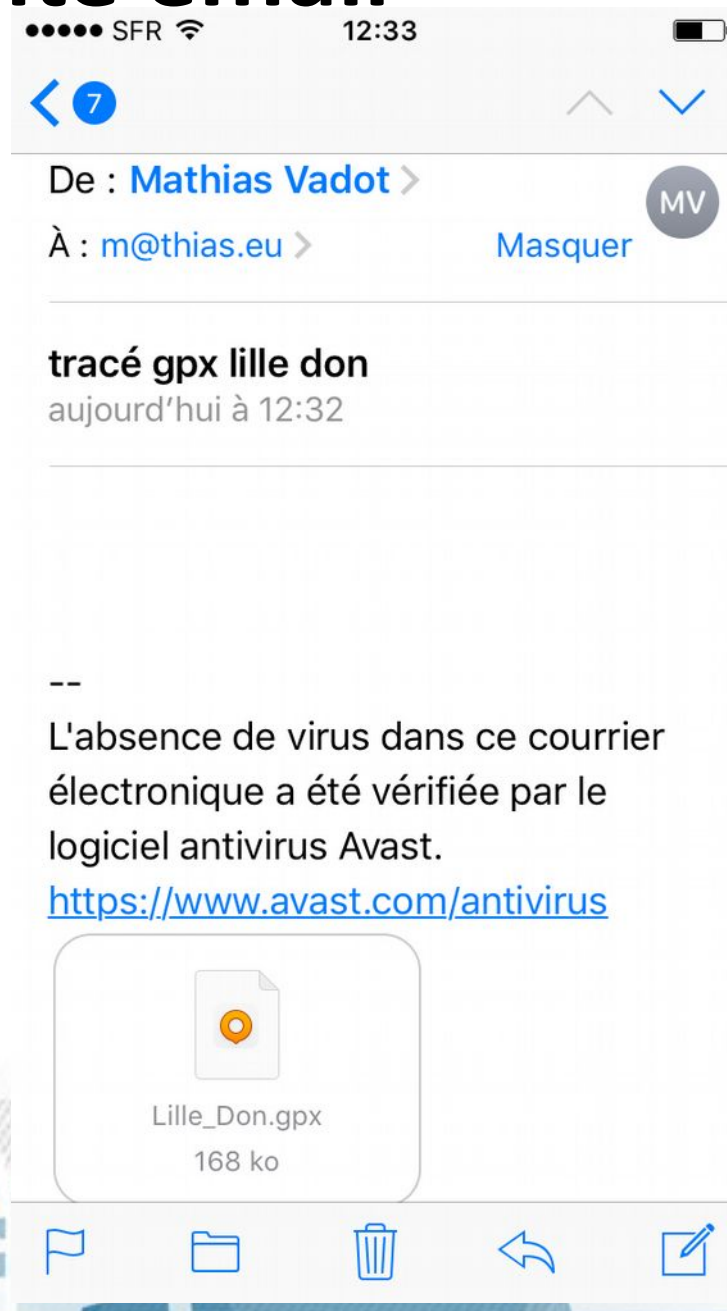 email
●●●●● SFR 12:33
7
De : Mathias Vadot
MV
À : m@thias.eu Masquer
tracé gpx lille don
aujourd'hui à 12:32
--
L'absence de virus dans ce courrier
électronique a été vérifiée par le
logiciel antivirus Avast.
https://www.avast.com/antivirus
Lille_Don.gpx
168 ko